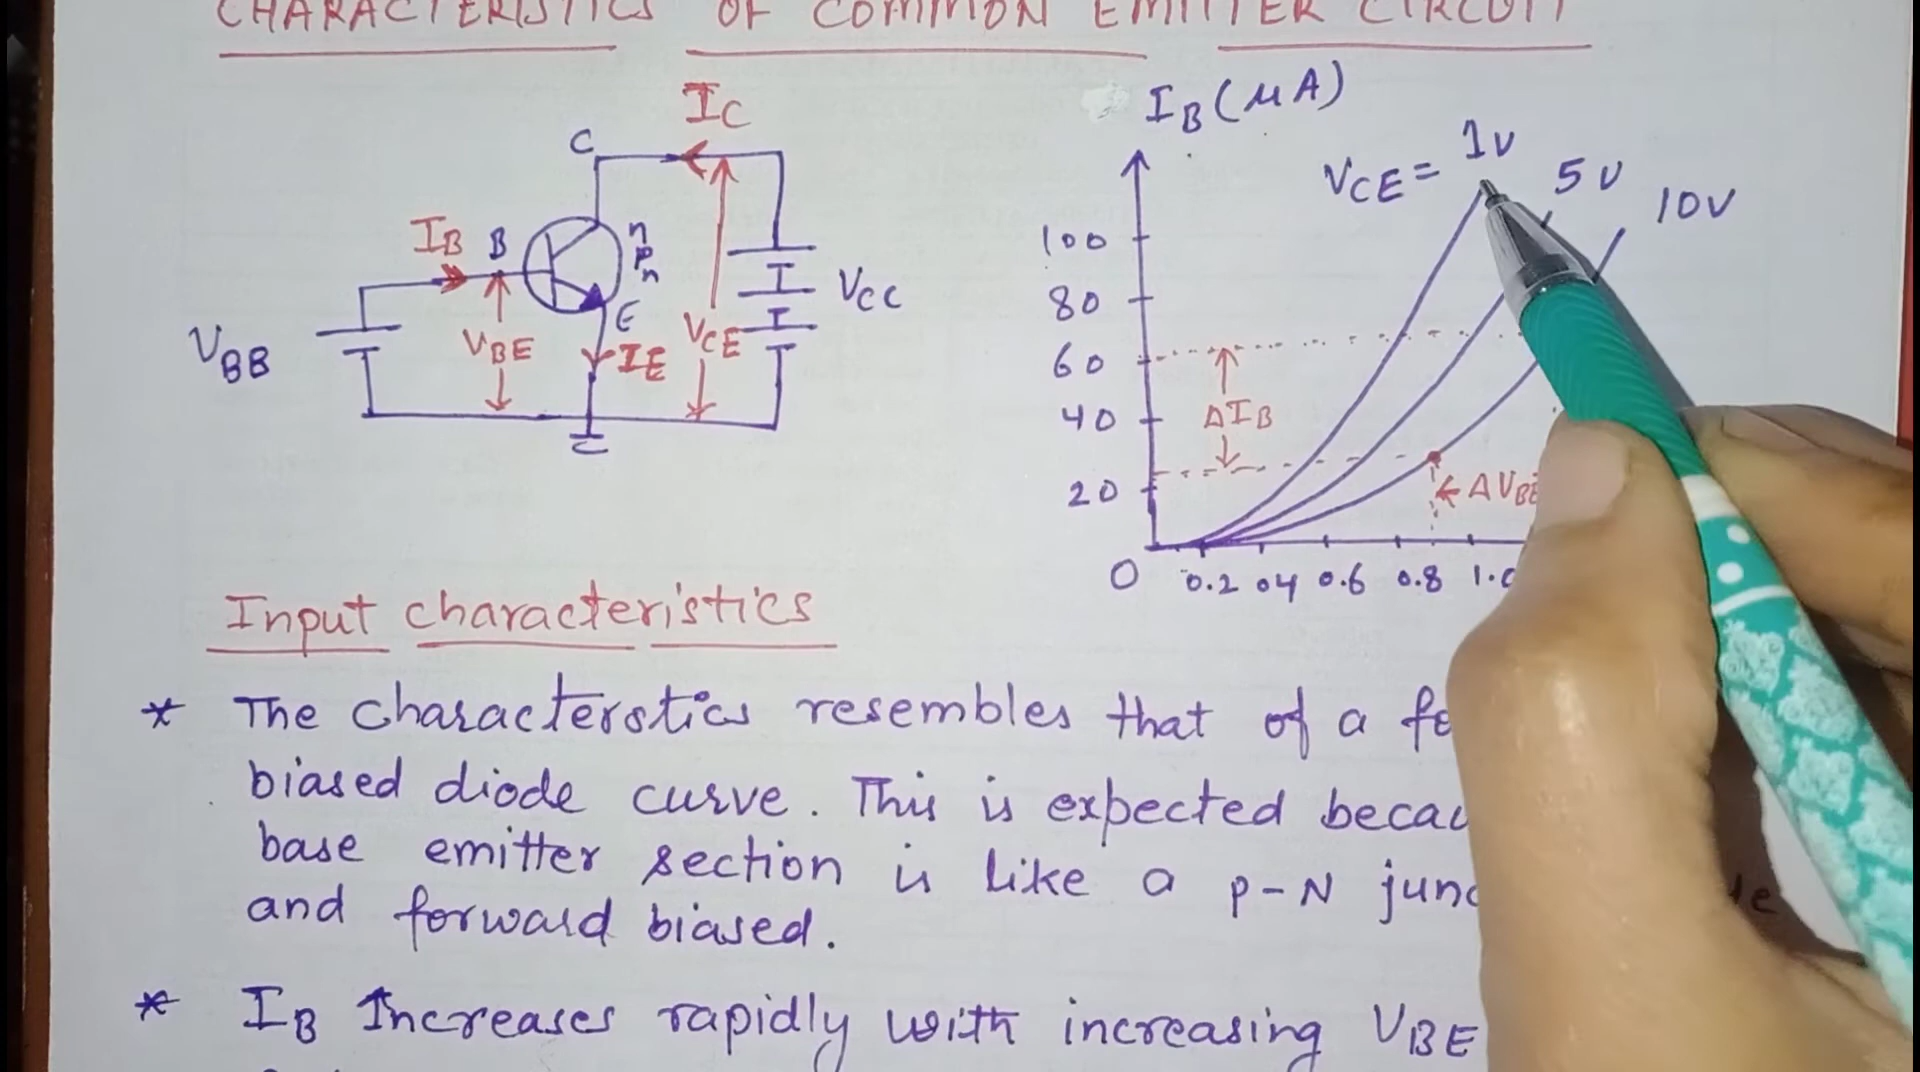 CHARACTERISTICS OF COMMON EMITTER CIRCUIT
IC
C
IB B
n
p
n
E
VBB
VBE
IE
VCE
VCC
IB (μA)
VCE = 1v 5v 10v
100
80
60
40
20
ΔIB
ΔVBE
0 0.2 04 0.6 0.8
Input characteristics
* The characterstics resembles that of a
biased diode curve. This is expected
base emitter section is like a P-N
and forward biased.
* IB Increases rapidly with increasing VBE